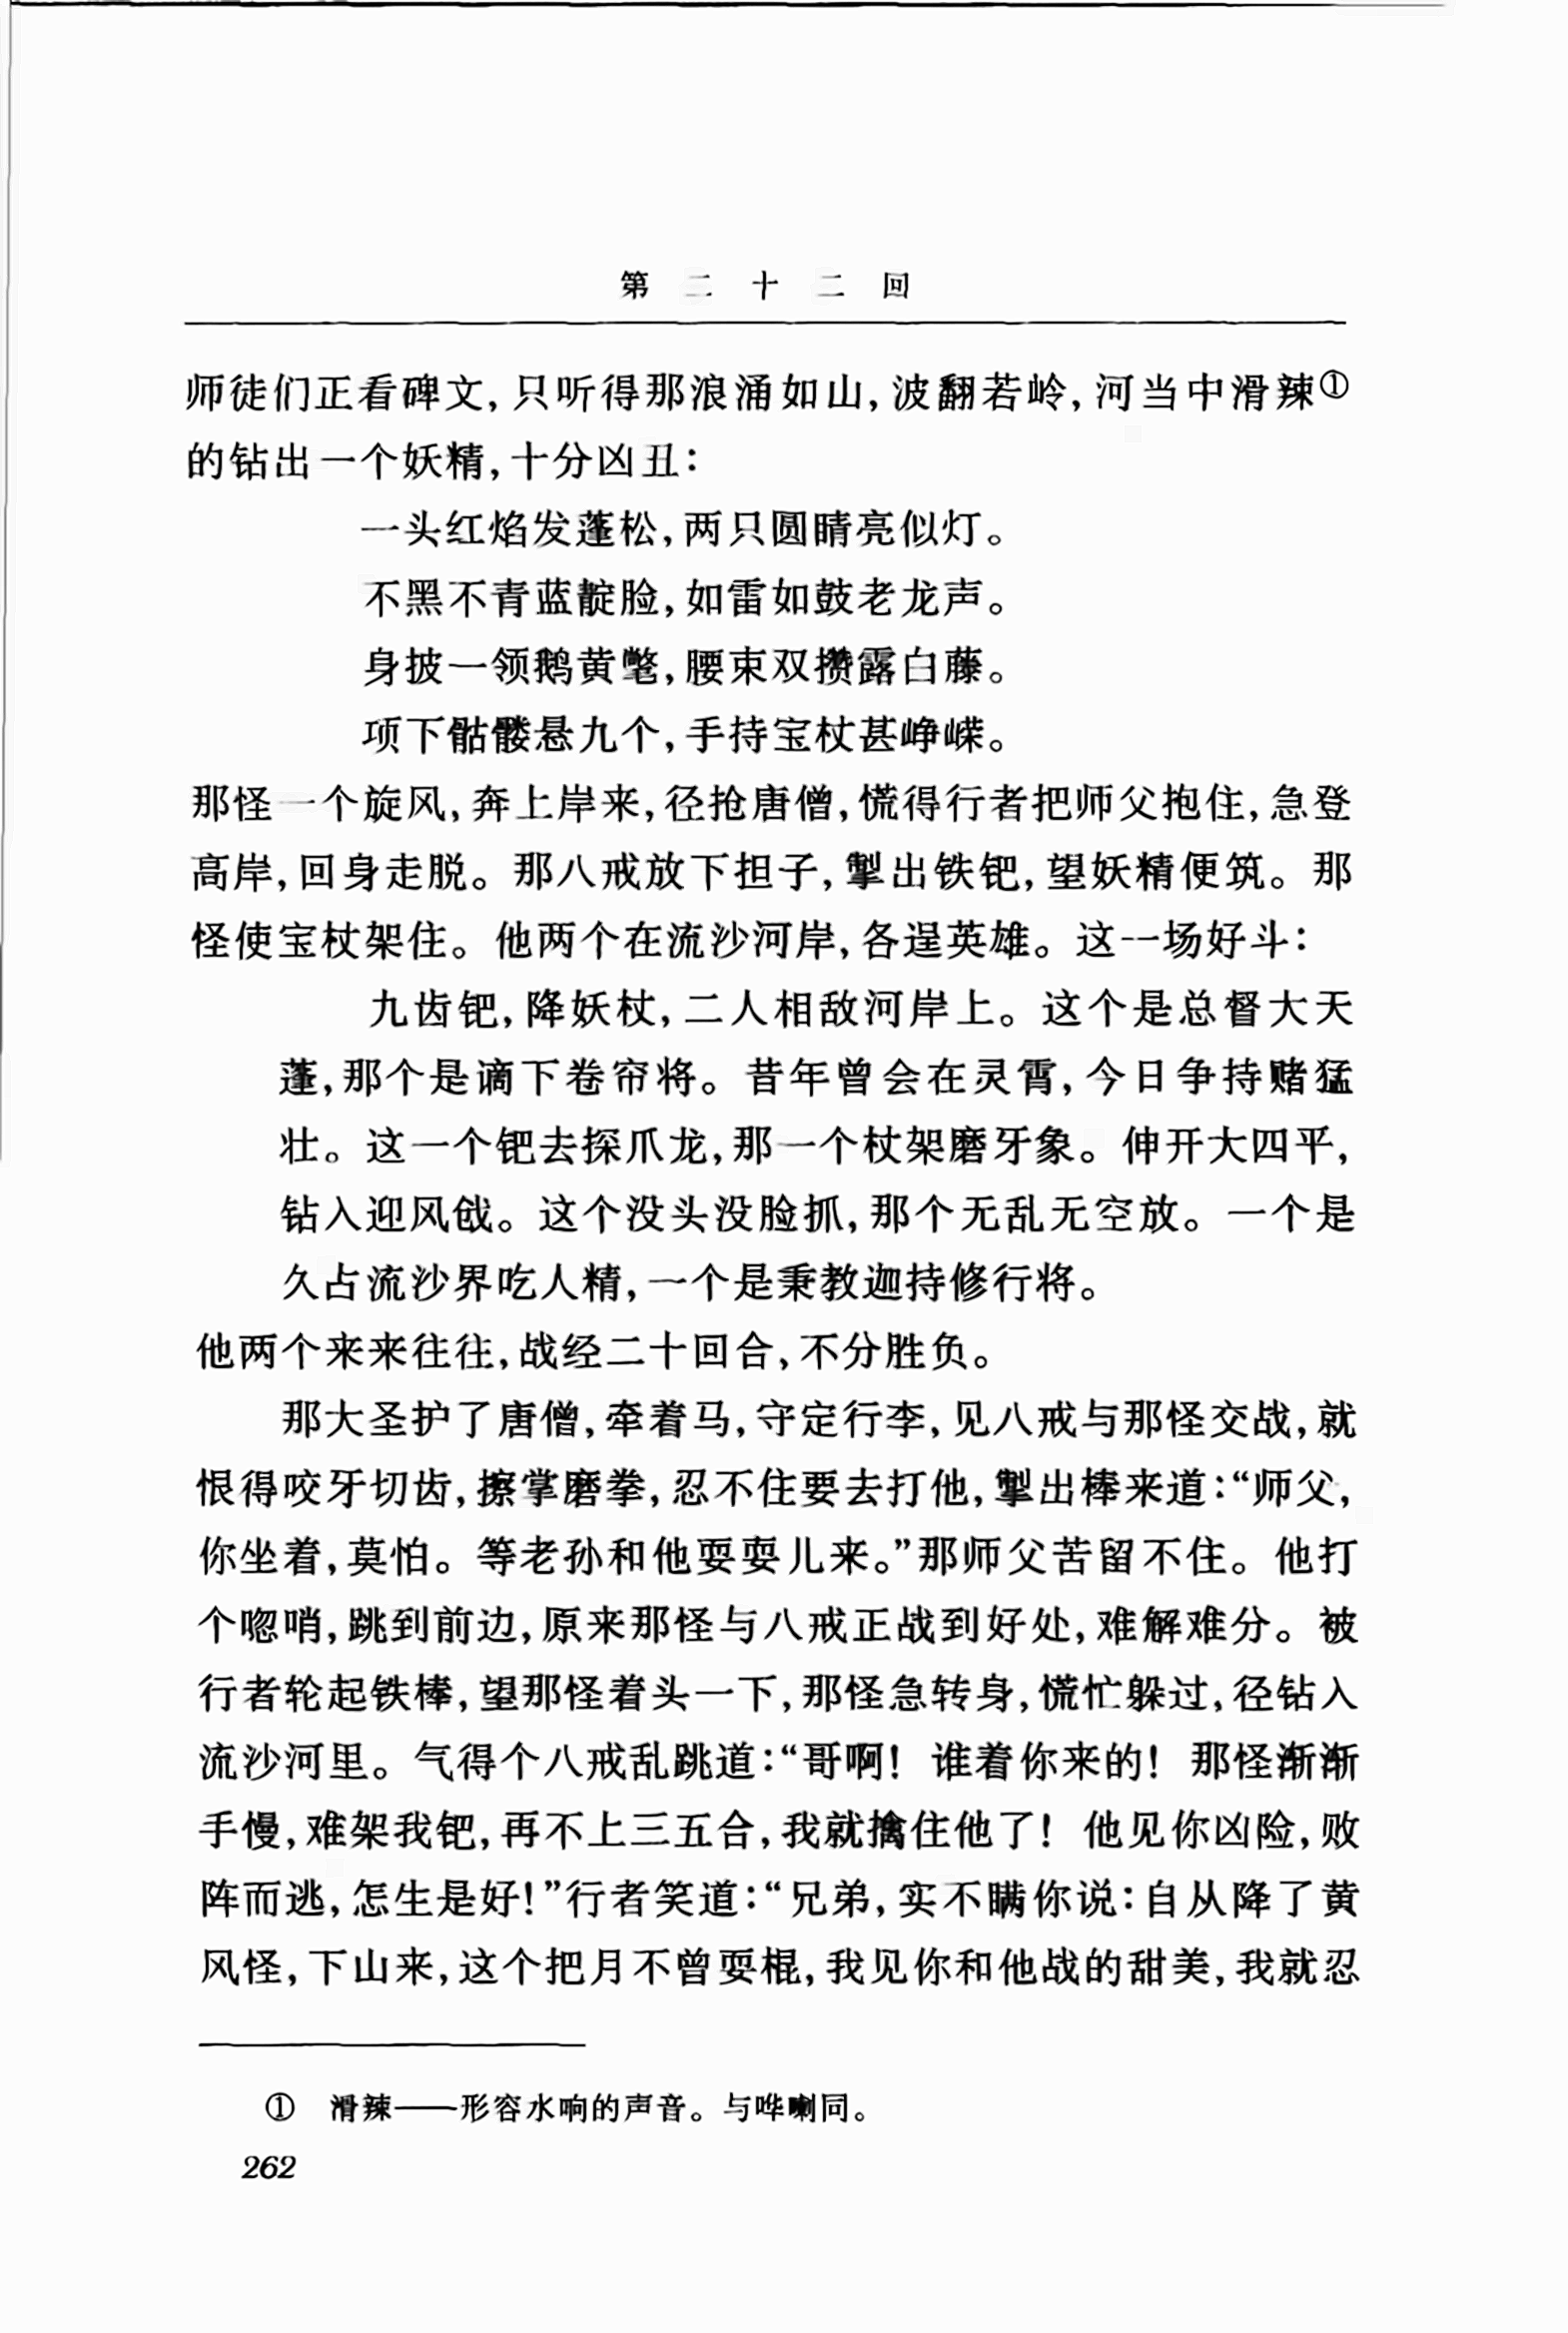 第二十二回
师徒们正看碑文,只听得那浪涌如山,波翻若岭,河当中滑辣①
的钻出一个妖精,十分凶丑:
一头红焰发蓬松,两只圆睛亮似灯。
不黑不青蓝靛脸,如雷如鼓老龙声。
身披一领鹅黄氅,腰束双攒露白藤。
项下骷髅悬九个,手持宝杖甚峥嵘。
那怪一个旋风,奔上岸来,径抢唐僧,慌得行者把师父抱住,急登
高岸,回身走脱。那八戒放下担子,掣出铁钯,望妖精便筑。那
怪使宝杖架住。他两个在流沙河岸,各逞英雄。这一场好斗:
九齿钯,降妖杖,二人相敌河岸上。这个是总督大天
蓬,那个是谪下卷帘将。昔年曾会在灵霄,今日争持赌猛
壮。这一个钯去探爪龙,那一个杖架磨牙象。伸开大四平,
钻入迎风戗。这个没头没脸抓,那个无乱无空放。一个是
久占流沙界吃人精,一个是秉教迦持修行将。
他两个来来往往,战经二十回合,不分胜负。
那大圣护了唐僧,牵着马,守定行李,见八戒与那怪交战,就
恨得咬牙切齿,擦掌磨拳,忍不住要去打他,掣出棒来道:“师父,
你坐着,莫怕。等老孙和他耍耍儿来。”那师父苦留不住。他打
个唿哨,跳到前边,原来那怪与八戒正战到好处,难解难分。被
行者轮起铁棒,望那怪着头一下,那怪急转身,慌忙躲过,径钻入
流沙河里。气得个八戒乱跳道:“哥啊!谁着你来的!那怪渐渐
手慢,难架我钯,再不上三五合,我就擒住他了!他见你凶险,败
阵而逃,怎生是好!”行者笑道:“兄弟,实不瞒你说:自从降了黄
风怪,下山来,这个把月不曾耍棍,我见你和他战的甜美,我就忍
① 滑辣——形容水响的声音。与哗喇同。
262